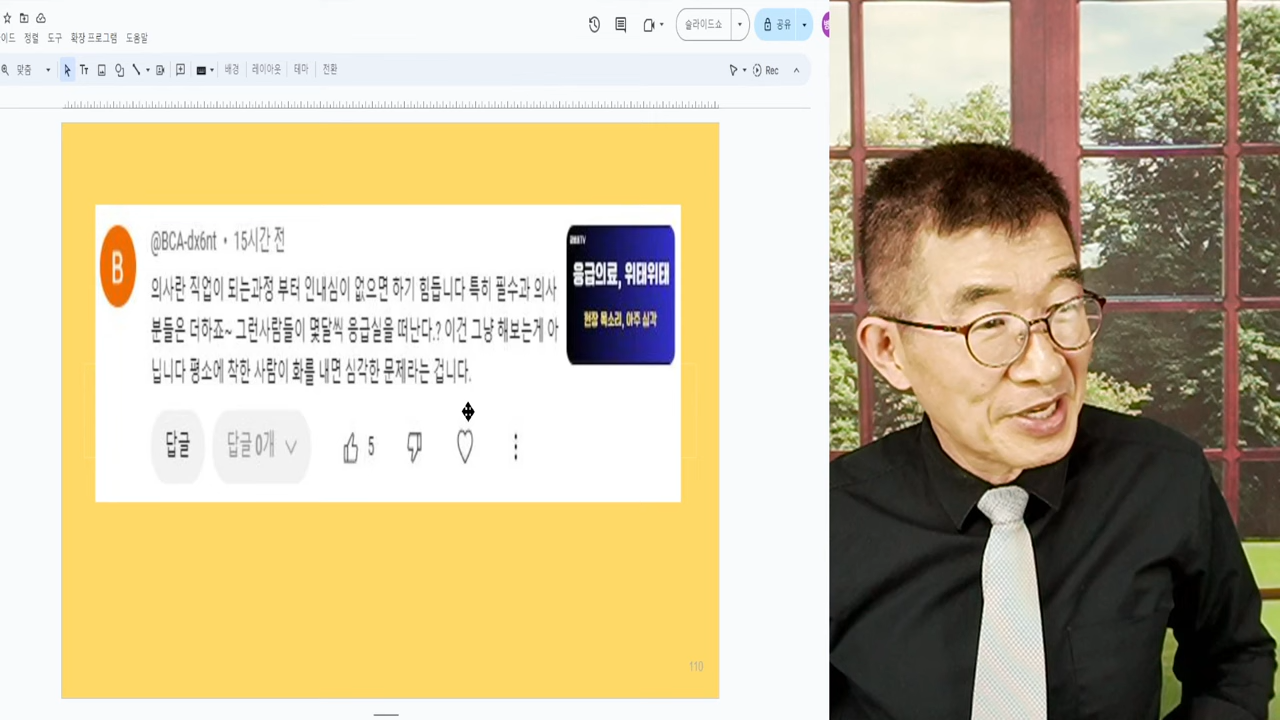 이드 정렬 도구 확장 프로그램 도움말
슬라이드쇼
공유
맞춤
배경 레이아웃 테마 전환
Rec
B
@BCA-dx6nt • 15시간 전
의사란 직업이 되는과정 부터 인내심이 없으면 하기 힘듭니다 특히 필수과 의사
분들은 더하죠~ 그런사람들이 몇달씩 응급실을 떠난다.? 이건 그냥 해보는게 아
닙니다 평소에 착한 사람이 화를 내면 심각한 문제라는 겁니다.
응급의료, 위태위태
현장 목소리, 아주 심각
답글
답글 0개
5
110